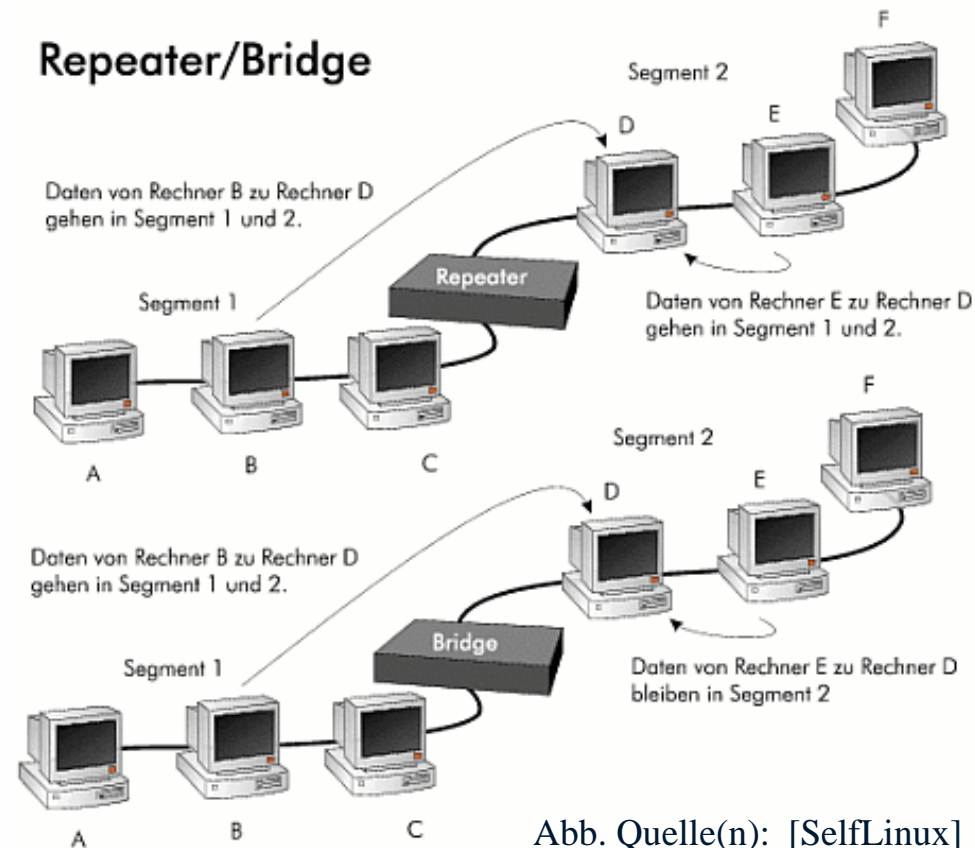 Repeater/Bridge
F
Segment 2
D
E
Daten von Rechner B zu Rechner D
gehen in Segment 1 und 2.
Repeater
Segment 1
Daten von Rechner E zu Rechner D
gehen in Segment 1 und 2.
A
B
C
F
Segment 2
D
E
Daten von Rechner B zu Rechner D
gehen in Segment 1 und 2.
Bridge
Segment 1
Daten von Rechner E zu Rechner D
bleiben in Segment 2
A
B
C
Abb. Quelle(n): [SelfLinux]